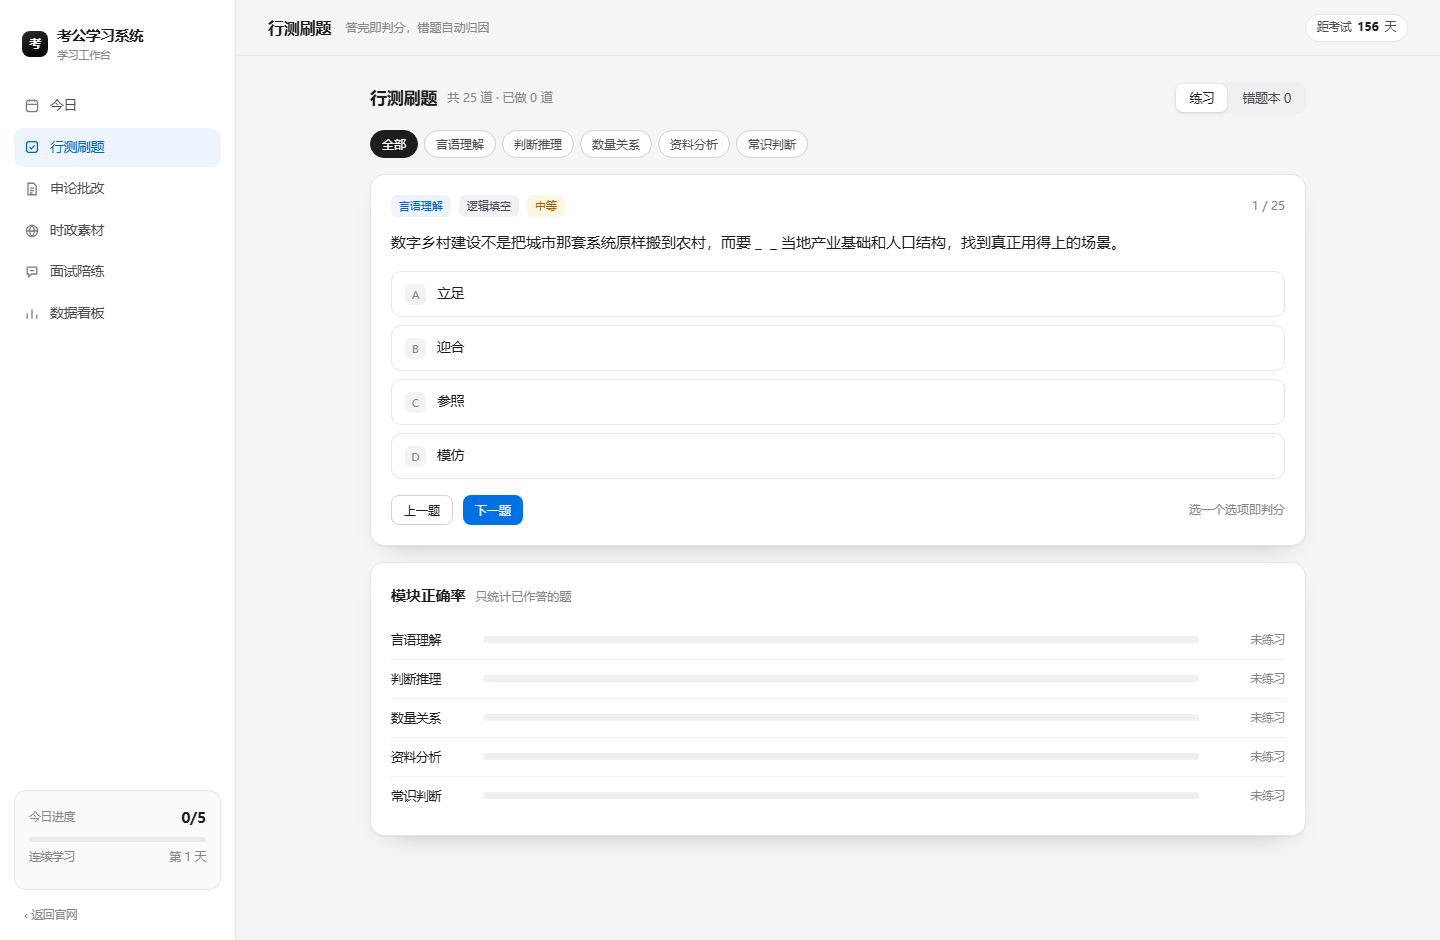 考
考公学习系统
学习工作台
今日
行测刷题
申论批改
时政素材
面试陪练
数据看板
今日进度 0/5
连续学习 第 1 天
‹ 返回官网
行测刷题 答完即判分，错题自动归因
距考试 156 天
行测刷题 共 25 道 · 已做 0 道
练习 错题本 0
全部 言语理解 判断推理 数量关系 资料分析 常识判断
言语理解 逻辑填空 中等 1 / 25
数字乡村建设不是把城市那套系统原样搬到农村，而要 _ _ 当地产业基础和人口结构，找到真正用得上的场景。
A 立足
B 迎合
C 参照
D 模仿
上一题 下一题 选一个选项即判分
模块正确率 只统计已作答的题
言语理解 未练习
判断推理 未练习
数量关系 未练习
资料分析 未练习
常识判断 未练习